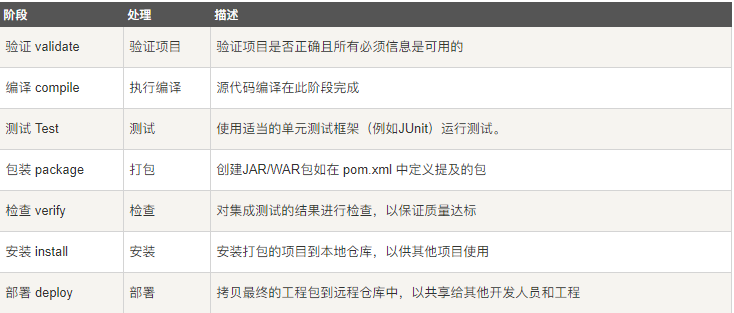 阶段 处理 描述
验证 validate 验证项目 验证项目是否正确且所有必须信息是可用的
编译 compile 执行编译 源代码编译在此阶段完成
测试 Test 测试 使用适当的单元测试框架（例如JUnit）运行测试。
包装 package 打包 创建JAR/WAR包如在 pom.xml 中定义提及的包
检查 verify 检查 对集成测试的结果进行检查，以保证质量达标
安装 install 安装 安装打包的项目到本地仓库，以供其他项目使用
部署 deploy 部署 拷贝最终的工程包到远程仓库中，以共享给其他开发人员和工程